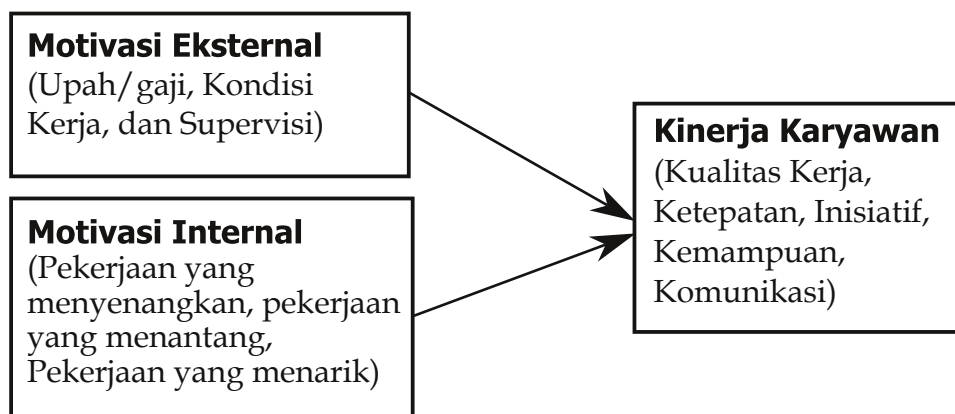 Motivasi Eksternal
(Upah/gaji, Kondisi
Kerja, dan Supervisi)
Motivasi Internal
(Pekerjaan yang
menyenangkan, pekerjaan
yang menantang,
Pekerjaan yang menarik)
Kinerja Karyawan
(Kualitas Kerja,
Ketepatan, Inisiatif,
Kemampuan,
Komunikasi)